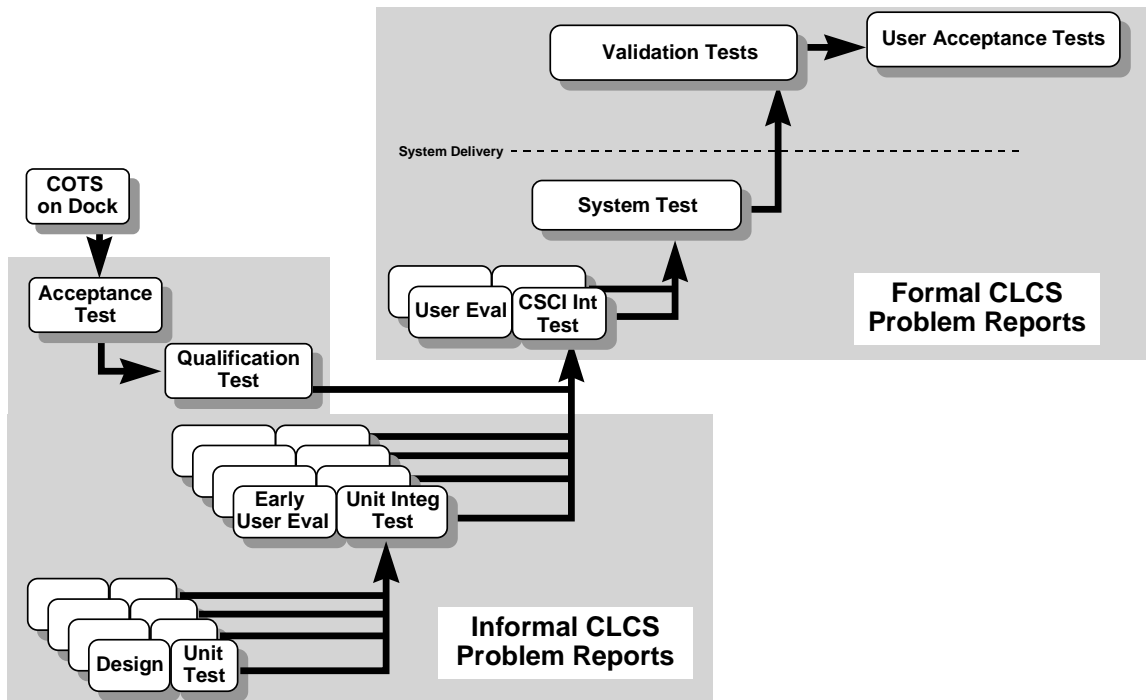 Validation Tests
User Acceptance Tests
System Delivery
COTS
on Dock
System Test
Acceptance
Test
User Eval
CSCI Int
Test
Formal CLCS
Problem Reports
Qualification
Test
Early
User Eval
Unit Integ
Test
Design
Unit
Test
Informal CLCS
Problem Reports